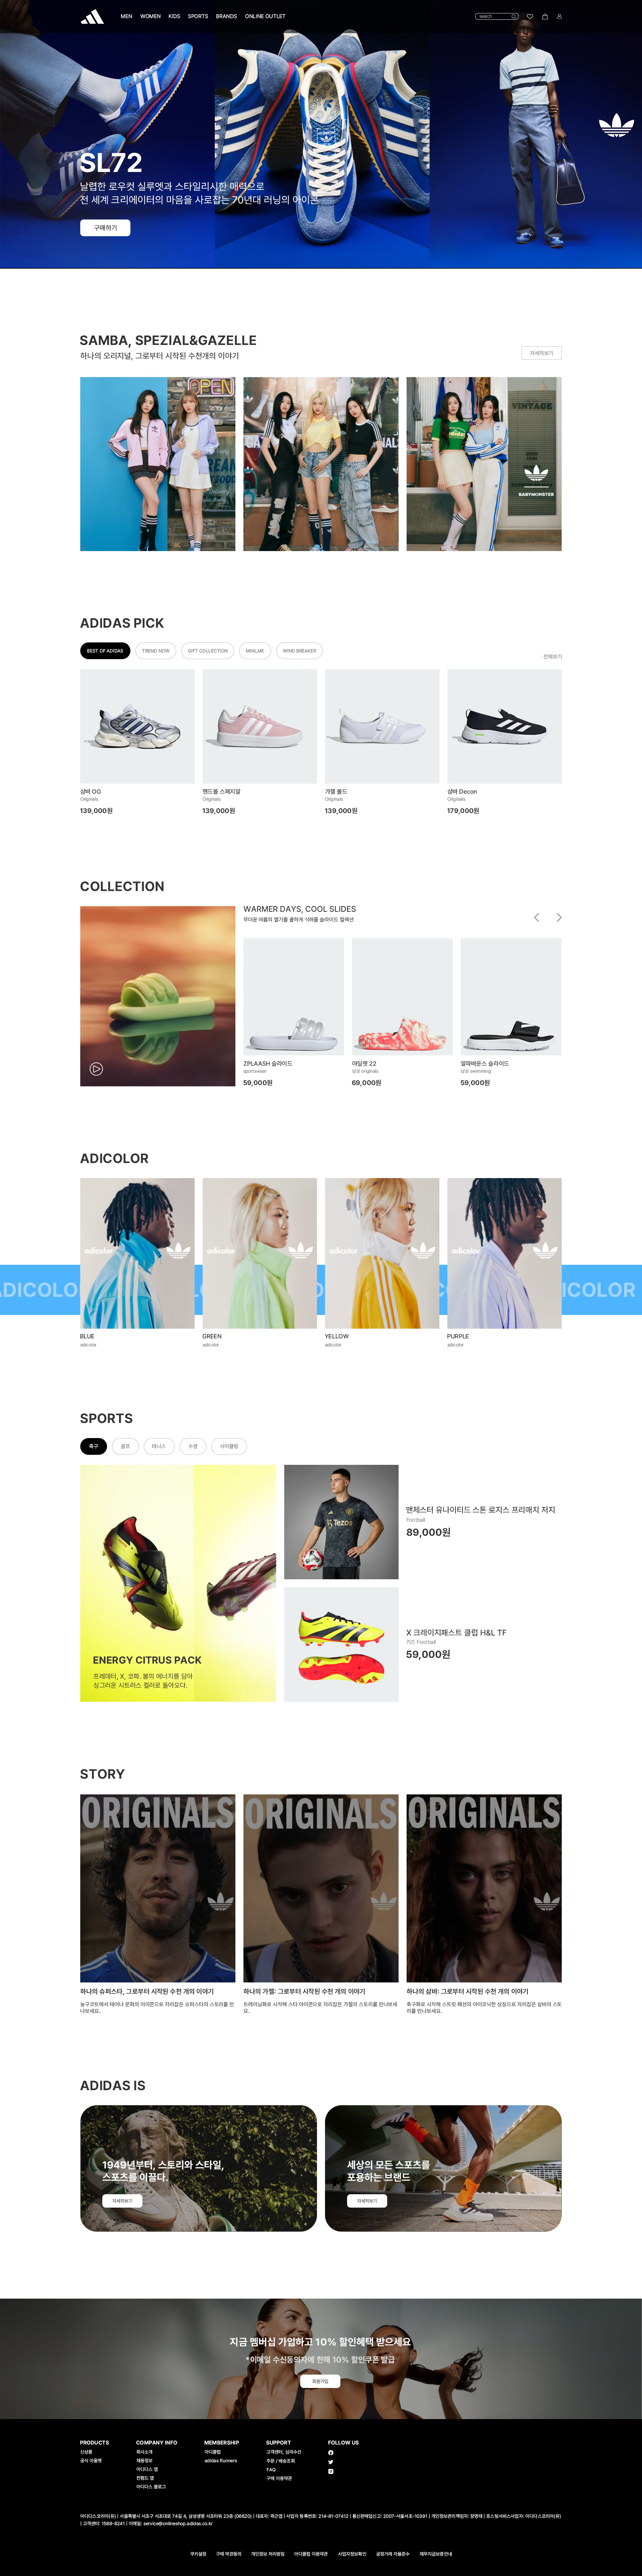 MEN WOMEN KIDS SPORTS BRANDS ONLINE OUTLET
search
SL72
날렵한 로우컷 실루엣과 스타일리시한 매력으로
전 세계 크리에이터의 마음을 사로잡는 70년대 러닝의 아이콘
구매하기
SAMBA, SPEZIAL&GAZELLE
하나의 오리지널, 그로부터 시작된 수천개의 이야기
자세히보기
OPEN
VINTAGE
BABYMONSTER
ADIDAS PICK
BEST OF ADIDAS TREND NOW GIFT COLLECTION MINI,ME WIND BREAKER
전체보기
삼바 OG
Originals
139,000원
핸드볼 스페지알
Originals
139,000원
가젤 볼드
Originals
139,000원
삼바 Decon
Originals
179,000원
COLLECTION
WARMER DAYS, COOL SLIDES
무더운 여름의 열기를 쿨하게 식혀줄 슬라이드 컬렉션
ZPLAASH 슬라이드
sportswear
59,000원
아딜렛 22
남성 originals
69,000원
알파바운스 슬라이드
남성 swimming
59,000원
ADICOLOR
adicolor
adicolor
adicolor
adicolor
ADICOLOR
ICOLOR
BLUE
adicolor
GREEN
adicolor
YELLOW
adicolor
PURPLE
adicolor
SPORTS
축구 골프 테니스 수영 사이클링
ENERGY CITRUS PACK
프레데터, X, 코파. 봄의 에너지를 담아
싱그러운 시트러스 컬러로 돌아오다.
Tezos
맨체스터 유나이티드 스톤 로지스 프리매치 저지
Football
89,000원
X 크레이지패스트 클럽 H&L TF
키즈 Football
59,000원
STORY
ORIGINALS
ORIGINALS
ORIGINALS
하나의 슈퍼스타, 그로부터 시작된 수천 개의 이야기
농구코트에서 태어나 문화의 아이콘으로 자리잡은 슈퍼스타의 스토리를 만
나보세요.
하나의 가젤: 그로부터 시작된 수천 개의 이야기
트레이닝화로 시작해 스타 아이콘으로 자리잡은 가젤의 스토리를 만나보세
요.
하나의 삼바: 그로부터 시작된 수천 개의 이야기
축구화로 시작해 스트릿 패션의 아이코닉한 상징으로 자리잡은 삼바의 스토
리를 만나보세요.
ADIDAS IS
1949년부터, 스토리와 스타일,
스포츠를 이끌다.
자세히보기
세상의 모든 스포츠를
포용하는 브랜드
자세히보기
지금 멤버십 가입하고 10% 할인혜택 받으세요
*이메일 수신동의자에 한해 10% 할인쿠폰 발급
회원가입
PRODUCTS
신상품
공식 아울렛
COMPANY INFO
회사소개
채용정보
아디다스 앱
컨펌드 앱
아디다스 블로그
MEMBERSHIP
아디클럽
adidas Runners
SUPPORT
고객센터, 심려수선
주문 / 배송조회
FAQ
구매 이용약관
FOLLOW US
아디다스코리아(유) | 서울특별시 서초구 서초대로 74길 4, 삼성생명 서초타워 23층 (06620) | 대표자: 곽근엽 | 사업자 등록번호: 214-81-07412 | 통신판매업신고: 2007-서울서초-10391 | 개인정보관리책임자: 장영재 | 호스팅서비스사업자: 아디다스코리아(유)
| 고객센터: 1588-8241 | 이메일: service@onlineshop.adidas.co.kr
쿠키설정 구매 약관동의 개인정보 처리방침 아디클럽 이용약관 사업자정보확인 공정거래 자율준수 채무지급보증안내